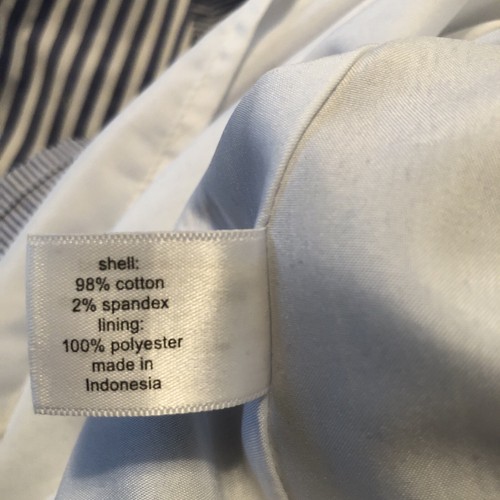 shell:
98% cotton
2% spandex
lining:
100% polyester
made in
Indonesia